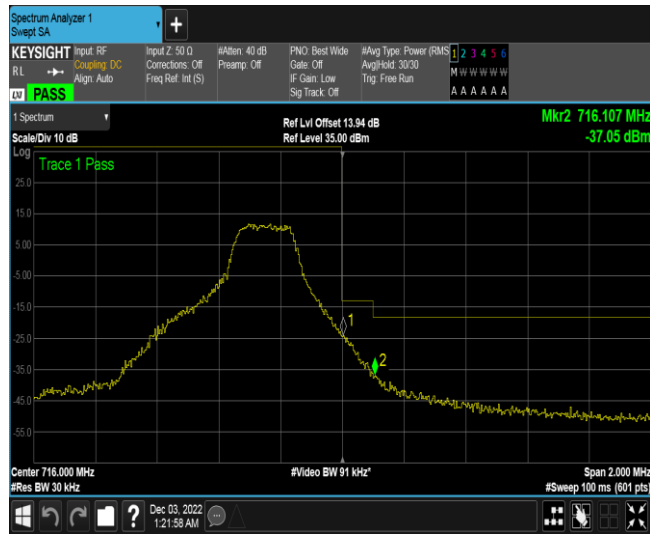 Spectrum Analyzer 1
Swept SA
+
KEYSIGHT Input: RF Input Z: 50 Ω #Atten: 40 dB PNO: Best Wide #Avg Type: Power (RMS 1 2 3 4 5 6
RL Coupling: DC Corrections: Off Preamp: Off Gate: Off Avg|Hold: 30/30 M W W W W W
Align: Auto Freq Ref: Int (S) IF Gain: Low Trig: Free Run
LXI PASS Sig Track: Off A A A A A A
1 Spectrum Ref Lvl Offset 13.94 dB Mkr2 716.107 MHz
Scale/Div 10 dB Ref Level 35.00 dBm -37.05 dBm
Log
Trace 1 Pass
25.0
15.0
5.00
-5.00
-15.0
1
-25.0
2
-35.0
-45.0
-55.0
Center 716.000 MHz #Video BW 91 kHz* Span 2.000 MHz
#Res BW 30 kHz #Sweep 100 ms (601 pts)
? Dec 03, 2022
1:21:58 AM